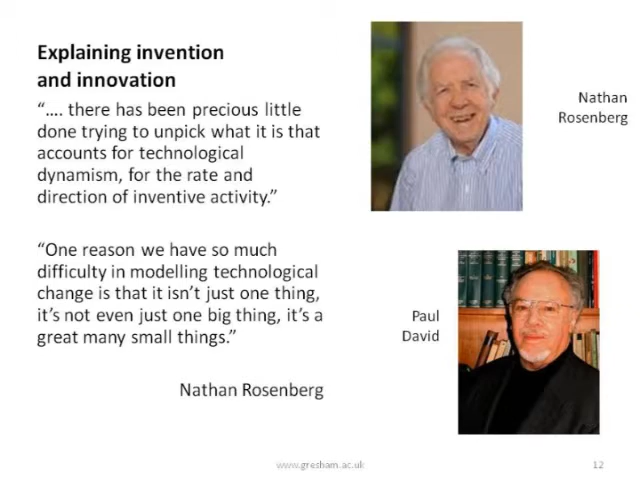 Explaining invention
and innovation
“…. there has been precious little
done trying to unpick what it is that
accounts for technological
dynamism, for the rate and
direction of inventive activity.”
“One reason we have so much
difficulty in modelling technological
change is that it isn’t just one thing,
it’s not even just one big thing, it’s a
great many small things.”
Nathan Rosenberg
Nathan
Rosenberg
Paul
David
www.gresham.ac.uk
12